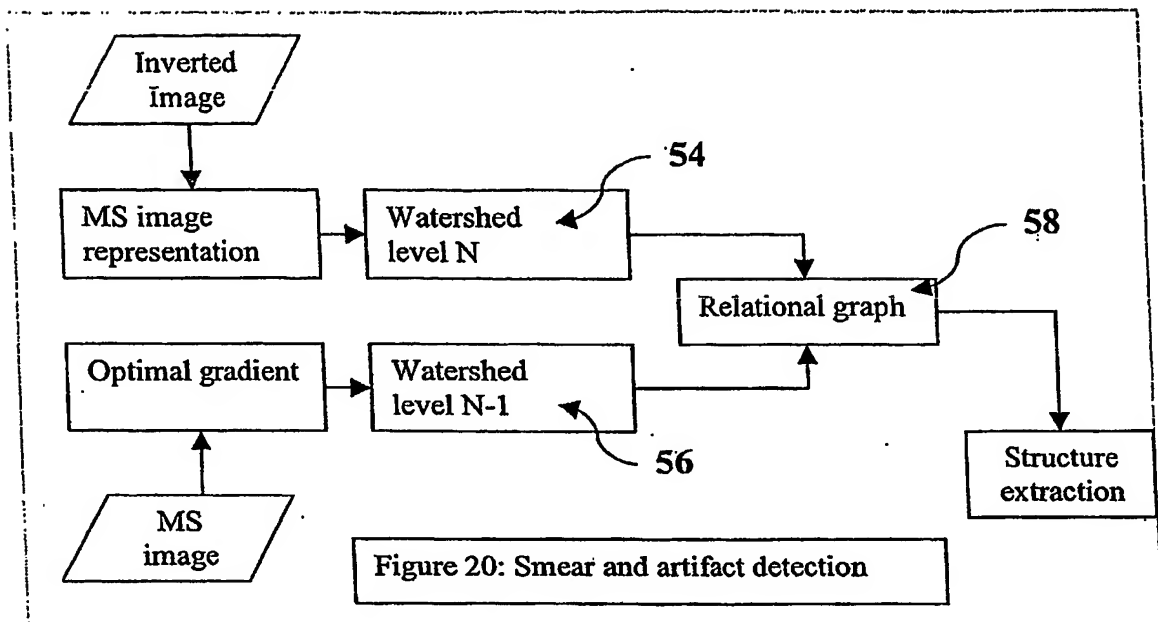 Inverted
Image
54
MS image
representation
Watershed
level N
58
Relational graph
Optimal gradient
Watershed
level N-1
56
Structure
extraction
MS
image
Figure 20: Smear and artifact detection